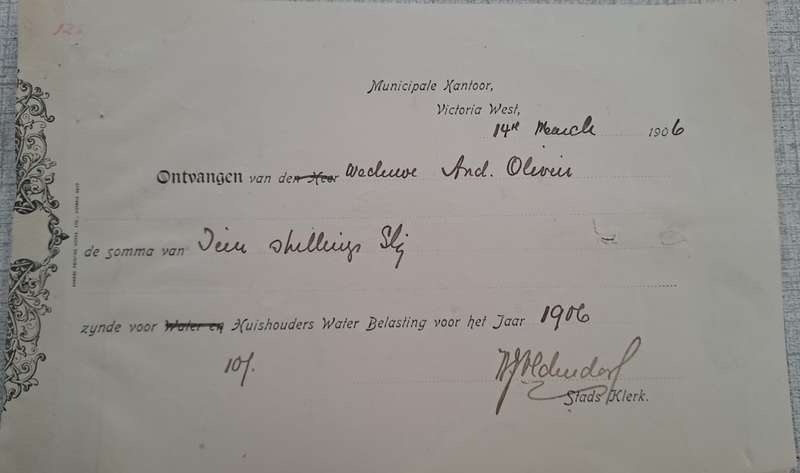 Municipale Kantoor,
Victoria West,
14th March 1906
Ontvangen van den Heer Weduwe And. Olivier
de somma van Tien shillings Stg
zynde voor Water en Huishouders Water Belasting voor het Jaar 1906
10/.
Stads Klerk.